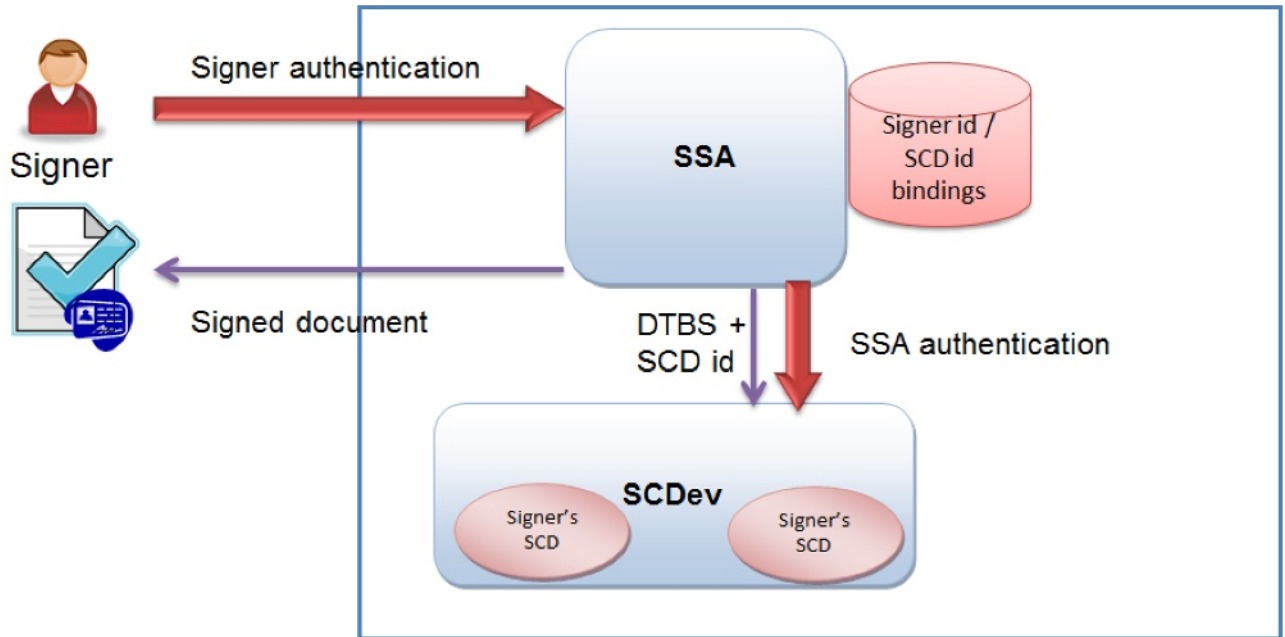 Signer authentication
Signer
SSA
Signer id /
SCD id
bindings
Signed document
DTBS +
SCD id
SSA authentication
SCDev
Signer's
SCD
Signer's
SCD